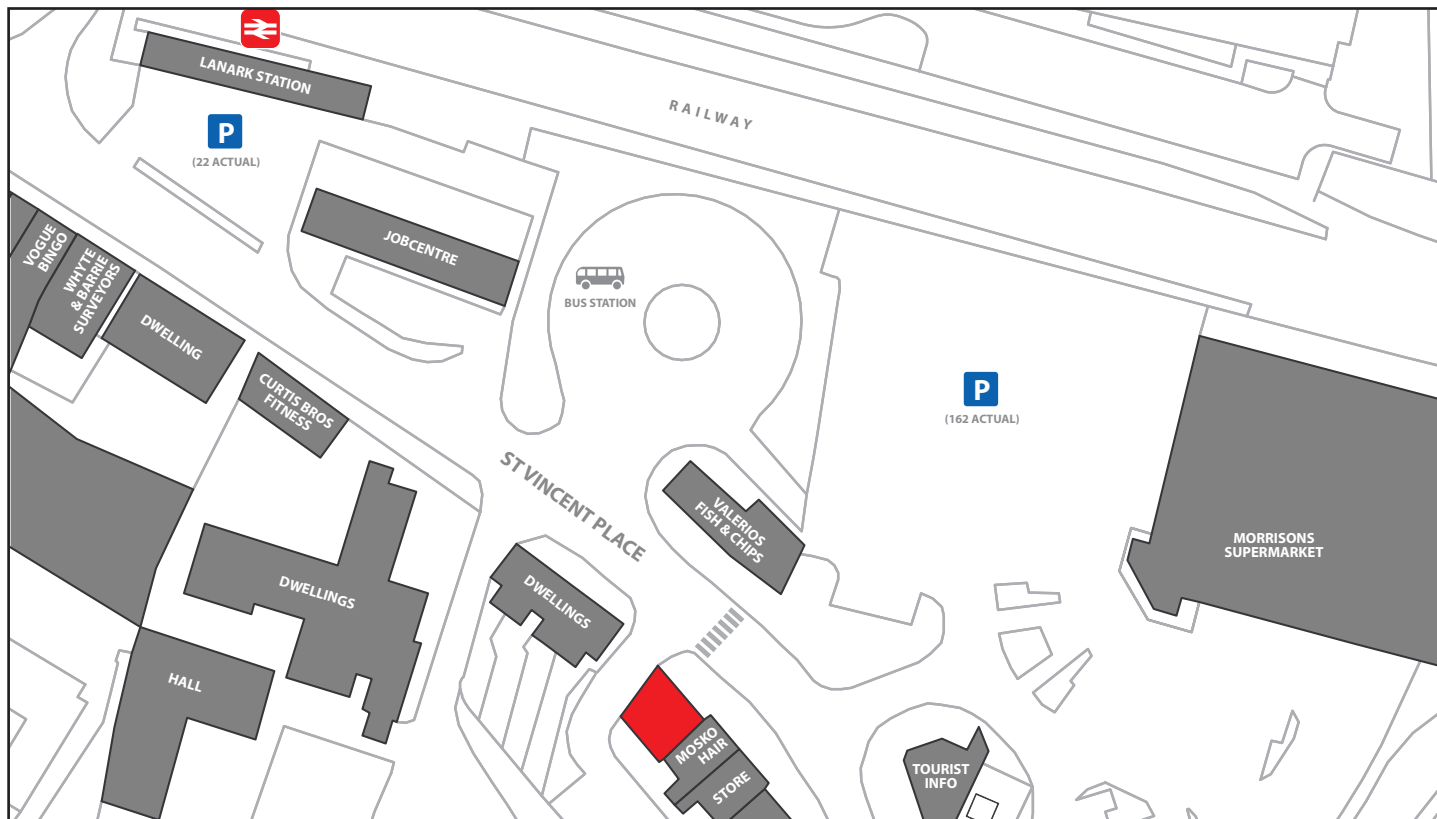 LANARK STATION
P
(22 ACTUAL)
RAILWAY
VOGUE
BINGO
WHYTE
& BARRIE
SURVEYORS
JOBCENTRE
BUS STATION
DWELLING
CURTIS BROS
FITNESS
P
(162 ACTUAL)
ST VINCENT PLACE
VALERIOS
FISH & CHIPS
MORRISONS
SUPERMARKET
DWELLINGS
DWELLINGS
HALL
MOSKO
HAIR
STORE
TOURIST
INFO